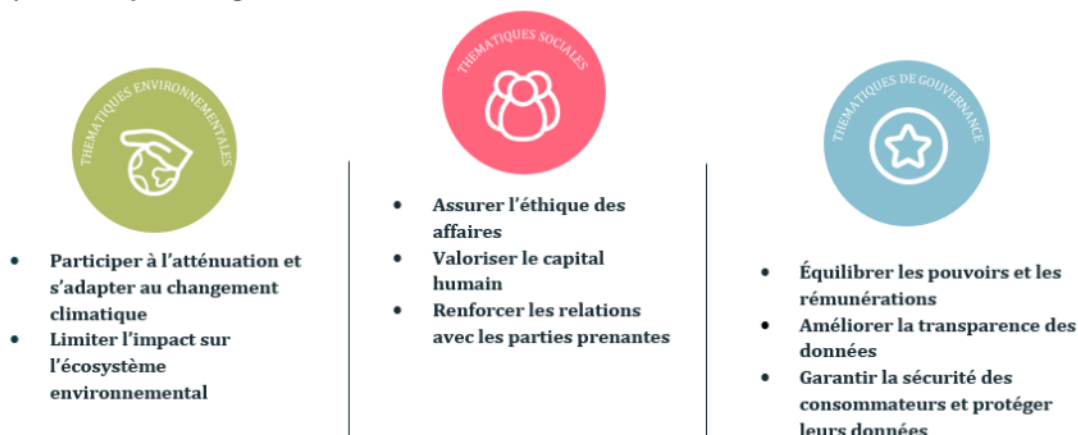 THEMATIQUES ENVIRONNEMENTALES
Participer à l’atténuation et
s’adapter au changement
climatique
Limiter l’impact sur
l’écosystème
environnemental
THEMATIQUES SOCIALES
Assurer l’éthique des
affaires
Valoriser le capital
humain
Renforcer les relations
avec les parties prenantes
THEMATIQUES DE GOUVERNANCE
Équilibrer les pouvoirs et les
rémunérations
Améliorer la transparence des
données
Garantir la sécurité des
consommateurs et protéger
leurs données